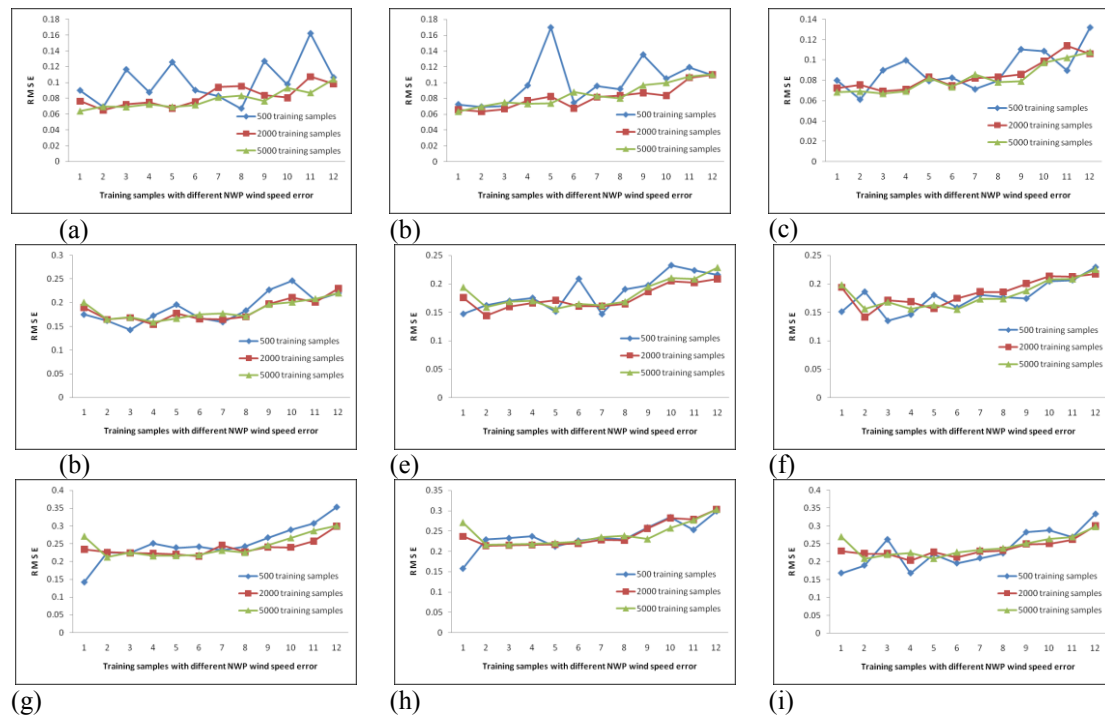 0.18
0.16
0.14
0.12
0.1
0.08
0.06
0.04
0.02
0
RMSE
500 training samples
2000 training samples
5000 training samples
1 2 3 4 5 6 7 8 9 10 11 12
Training samples with different NWP wind speed error
(a)
0.18
0.16
0.14
0.12
0.1
0.08
0.06
0.04
0.02
0
RMSE
500 training samples
2000 training samples
5000 training samples
1 2 3 4 5 6 7 8 9 10 11 12
Training samples with different NWP wind speed error
(b)
0.14
0.12
0.1
0.08
0.06
0.04
0.02
0
RMSE
500 training samples
2000 training samples
5000 training samples
1 2 3 4 5 6 7 8 9 10 11 12
Training samples with different NWP wind speed error
(c)
0.3
0.25
0.2
0.15
0.1
0.05
0
RMSE
500 training samples
2000 training samples
5000 training samples
1 2 3 4 5 6 7 8 9 10 11 12
Training samples with different NWP wind speed error
(b)
0.25
0.2
0.15
0.1
0.05
0
RMSE
500 training samples
2000 training samples
5000 training samples
1 2 3 4 5 6 7 8 9 10 11 12
Training samples with different NWP wind speed error
(e)
0.25
0.2
0.15
0.1
0.05
0
RMSE
500 training samples
2000 training samples
5000 training samples
1 2 3 4 5 6 7 8 9 10 11 12
Training samples with different NWP wind speed error
(f)
0.4
0.35
0.3
0.25
0.2
0.15
0.1
0.05
0
RMSE
500 training samples
2000 training samples
5000 training samples
1 2 3 4 5 6 7 8 9 10 11 12
Training samples with different NWP wind speed error
(g)
0.35
0.3
0.25
0.2
0.15
0.1
0.05
0
RMSE
500 training samples
2000 training samples
5000 training samples
1 2 3 4 5 6 7 8 9 10 11 12
Training samples with different NWP wind speed error
(h)
0.4
0.35
0.3
0.25
0.2
0.15
0.1
0.05
0
RMSE
500 training samples
2000 training samples
5000 training samples
1 2 3 4 5 6 7 8 9 10 11 12
Training samples with different NWP wind speed error
(i)